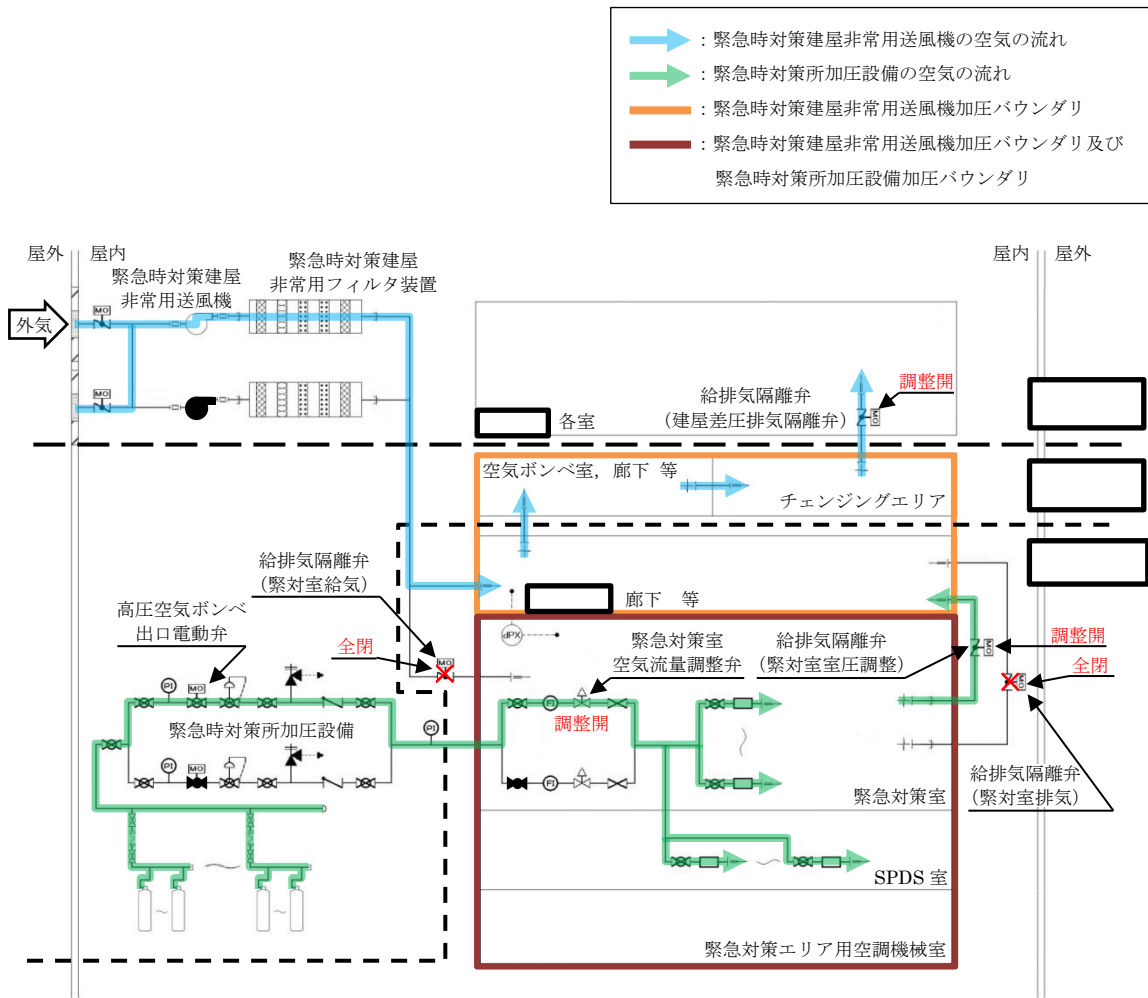 ：緊急時対策建屋非常用送風機の空気の流れ
：緊急時対策所加圧設備の空気の流れ
：緊急時対策建屋非常用送風機加圧バウンダリ
：緊急時対策建屋非常用送風機加圧バウンダリ及び
緊急時対策所加圧設備加圧バウンダリ
屋外
屋内
緊急時対策建屋
非常用送風機
緊急時対策建屋
非常用フィルタ装置
屋内
屋外
MO
外気
MO
給排気隔離弁
（建屋差圧排気隔離弁）
調整開
MO
各室
空気ボンベ室，廊下 等
チェンジングエリア
給排気隔離弁
（緊対室給気）
高圧空気ボンベ
出口電動弁
全閉
MO
廊下 等
dPX
緊急対策室
空気流量調整弁
給排気隔離弁
（緊対室室圧調整）
調整開
MO
全閉
MO
PI
MO
緊急時対策所加圧設備
PI
MO
PI
FI
調整開
FI
給排気隔離弁
（緊対室排気）
緊急対策室
SPDS 室
緊急対策エリア用空調機械室